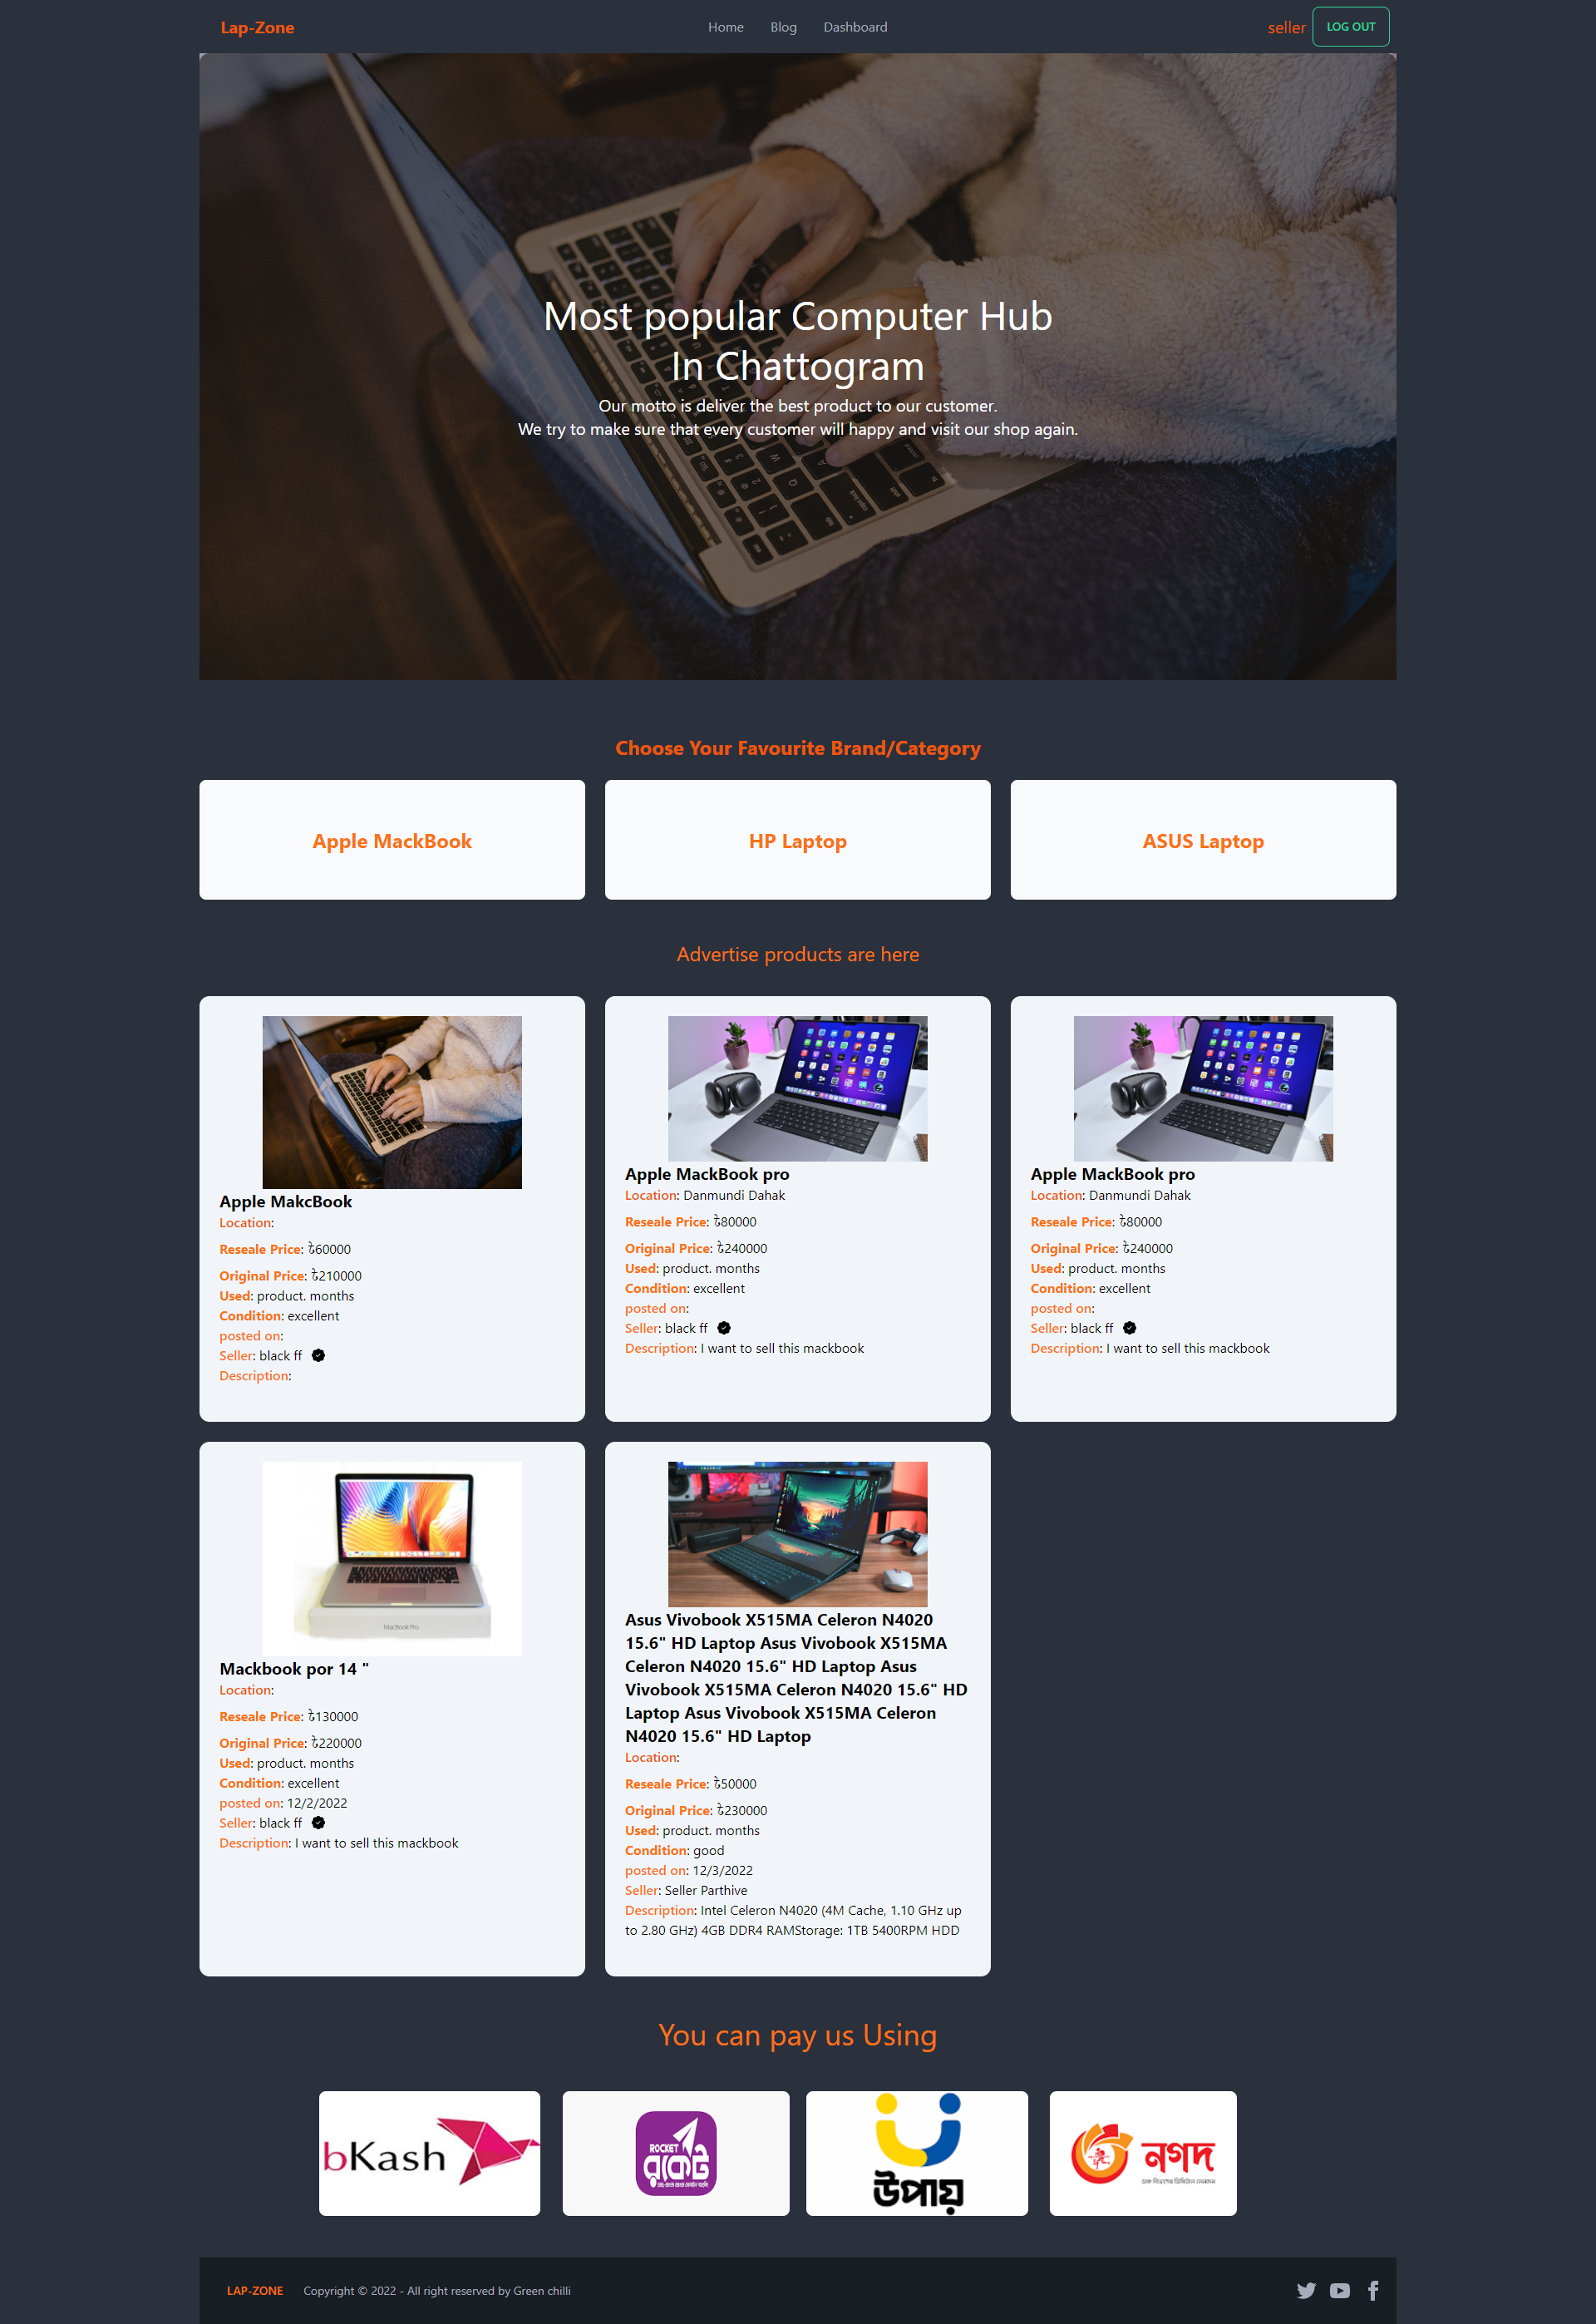 Lap-Zone
Home Blog Dashboard
seller LOG OUT
Most popular Computer Hub
In Chattogram
Our motto is deliver the best product to our customer.
We try to make sure that every customer will happy and visit our shop again.
Choose Your Favourite Brand/Category
Apple MackBook
HP Laptop
ASUS Laptop
Advertise products are here
Apple MakcBook
Location:
Reseale Price: ৳60000
Original Price: ৳210000
Used: product. months
Condition: excellent
posted on:
Seller: black ff
Description:
Apple MackBook pro
Location: Danmundi Dahak
Reseale Price: ৳80000
Original Price: ৳240000
Used: product. months
Condition: excellent
posted on:
Seller: black ff
Description: I want to sell this mackbook
Apple MackBook pro
Location: Danmundi Dahak
Reseale Price: ৳80000
Original Price: ৳240000
Used: product. months
Condition: excellent
posted on:
Seller: black ff
Description: I want to sell this mackbook
MacBook Pro
Mackbook por 14 "
Location:
Reseale Price: ৳130000
Original Price: ৳220000
Used: product. months
Condition: excellent
posted on: 12/2/2022
Seller: black ff
Description: I want to sell this mackbook
Asus Vivobook X515MA Celeron N4020
15.6" HD Laptop Asus Vivobook X515MA
Celeron N4020 15.6" HD Laptop Asus
Vivobook X515MA Celeron N4020 15.6" HD
Laptop Asus Vivobook X515MA Celeron
N4020 15.6" HD Laptop
Location:
Reseale Price: ৳50000
Original Price: ৳230000
Used: product. months
Condition: good
posted on: 12/3/2022
Seller: Seller Parthive
Description: Intel Celeron N4020 (4M Cache, 1.10 GHz up
to 2.80 GHz) 4GB DDR4 RAMStorage: 1TB 5400RPM HDD
You can pay us Using
bKash
ROCKET
রকেট
উপায়
নগদ
LAP-ZONE Copyright © 2022 - All right reserved by Green chilli